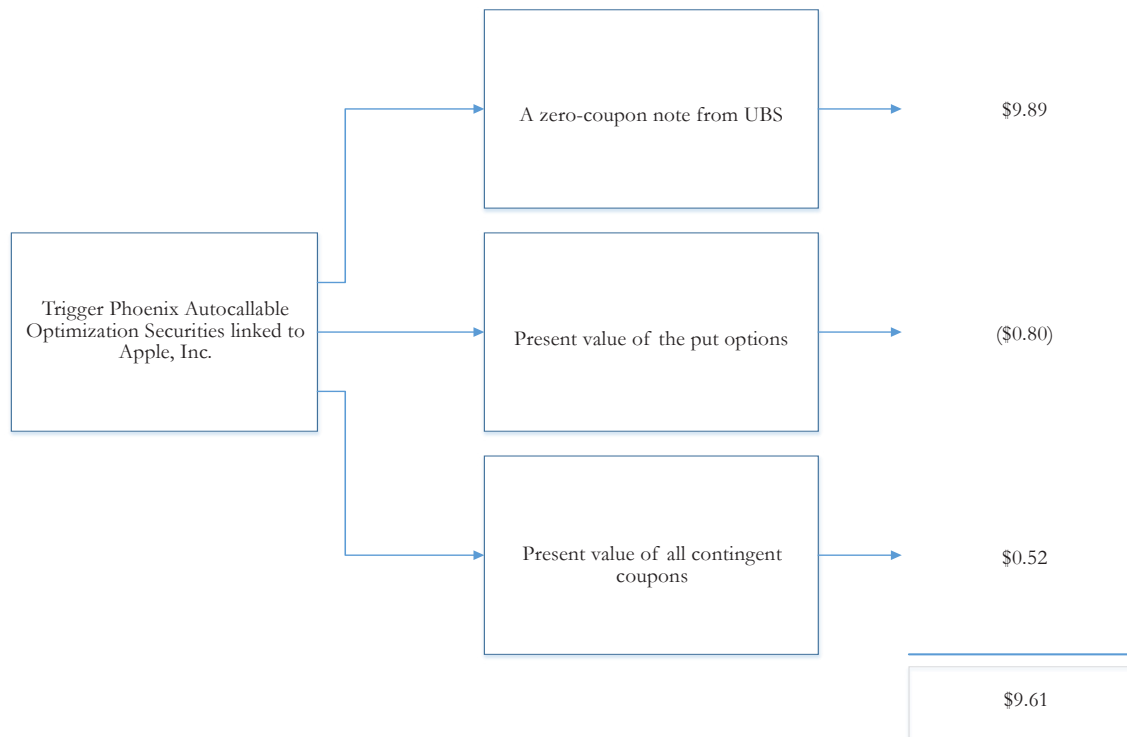 A zero-coupon note from UBS
$9.89
Trigger Phoenix Autocallable
Optimization Securities linked to
Apple, Inc.
Present value of the put options
($0.80)
Present value of all contingent
coupons
$0.52
$9.61